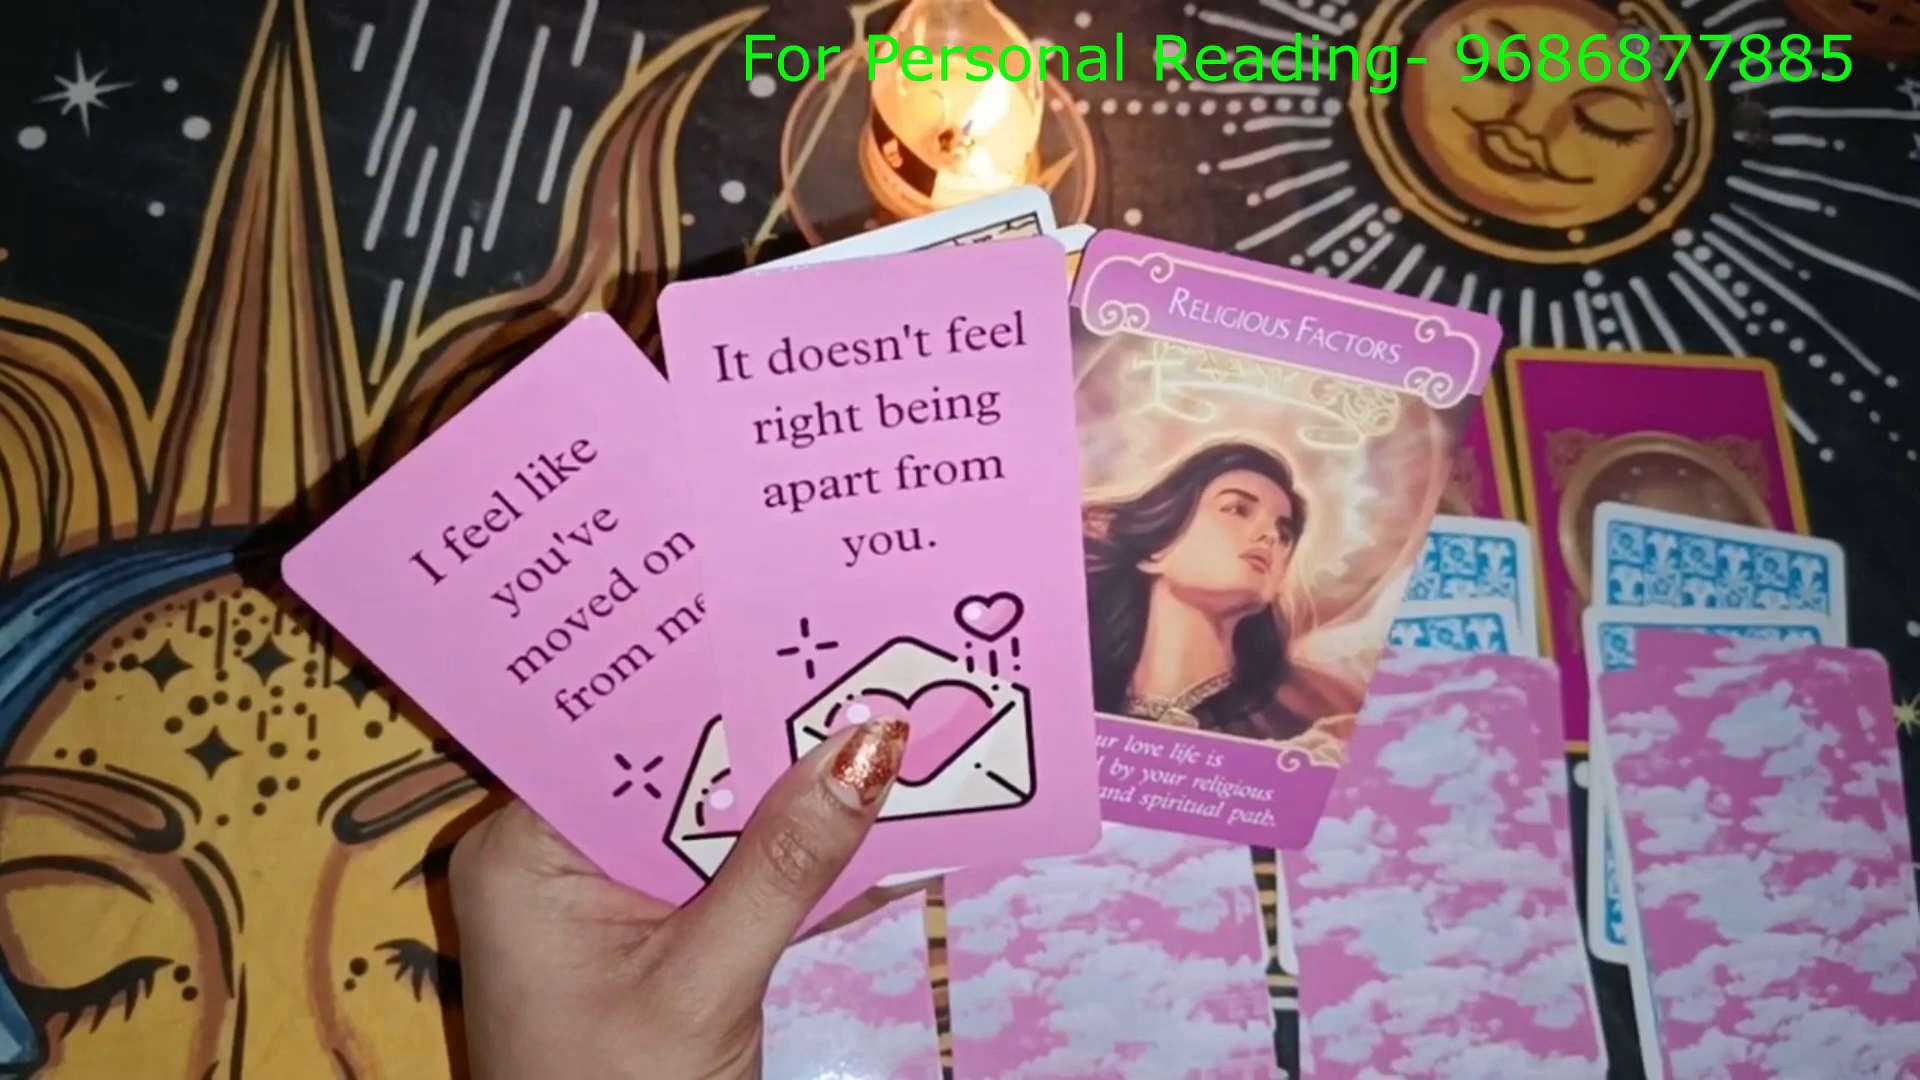 For Personal Reading- 9686877885
I feel like
you've
moved on
from me
It doesn't feel
right being
apart from
you.
RELIGIOUS FACTORS
love life is
by your religious
and spiritual path.